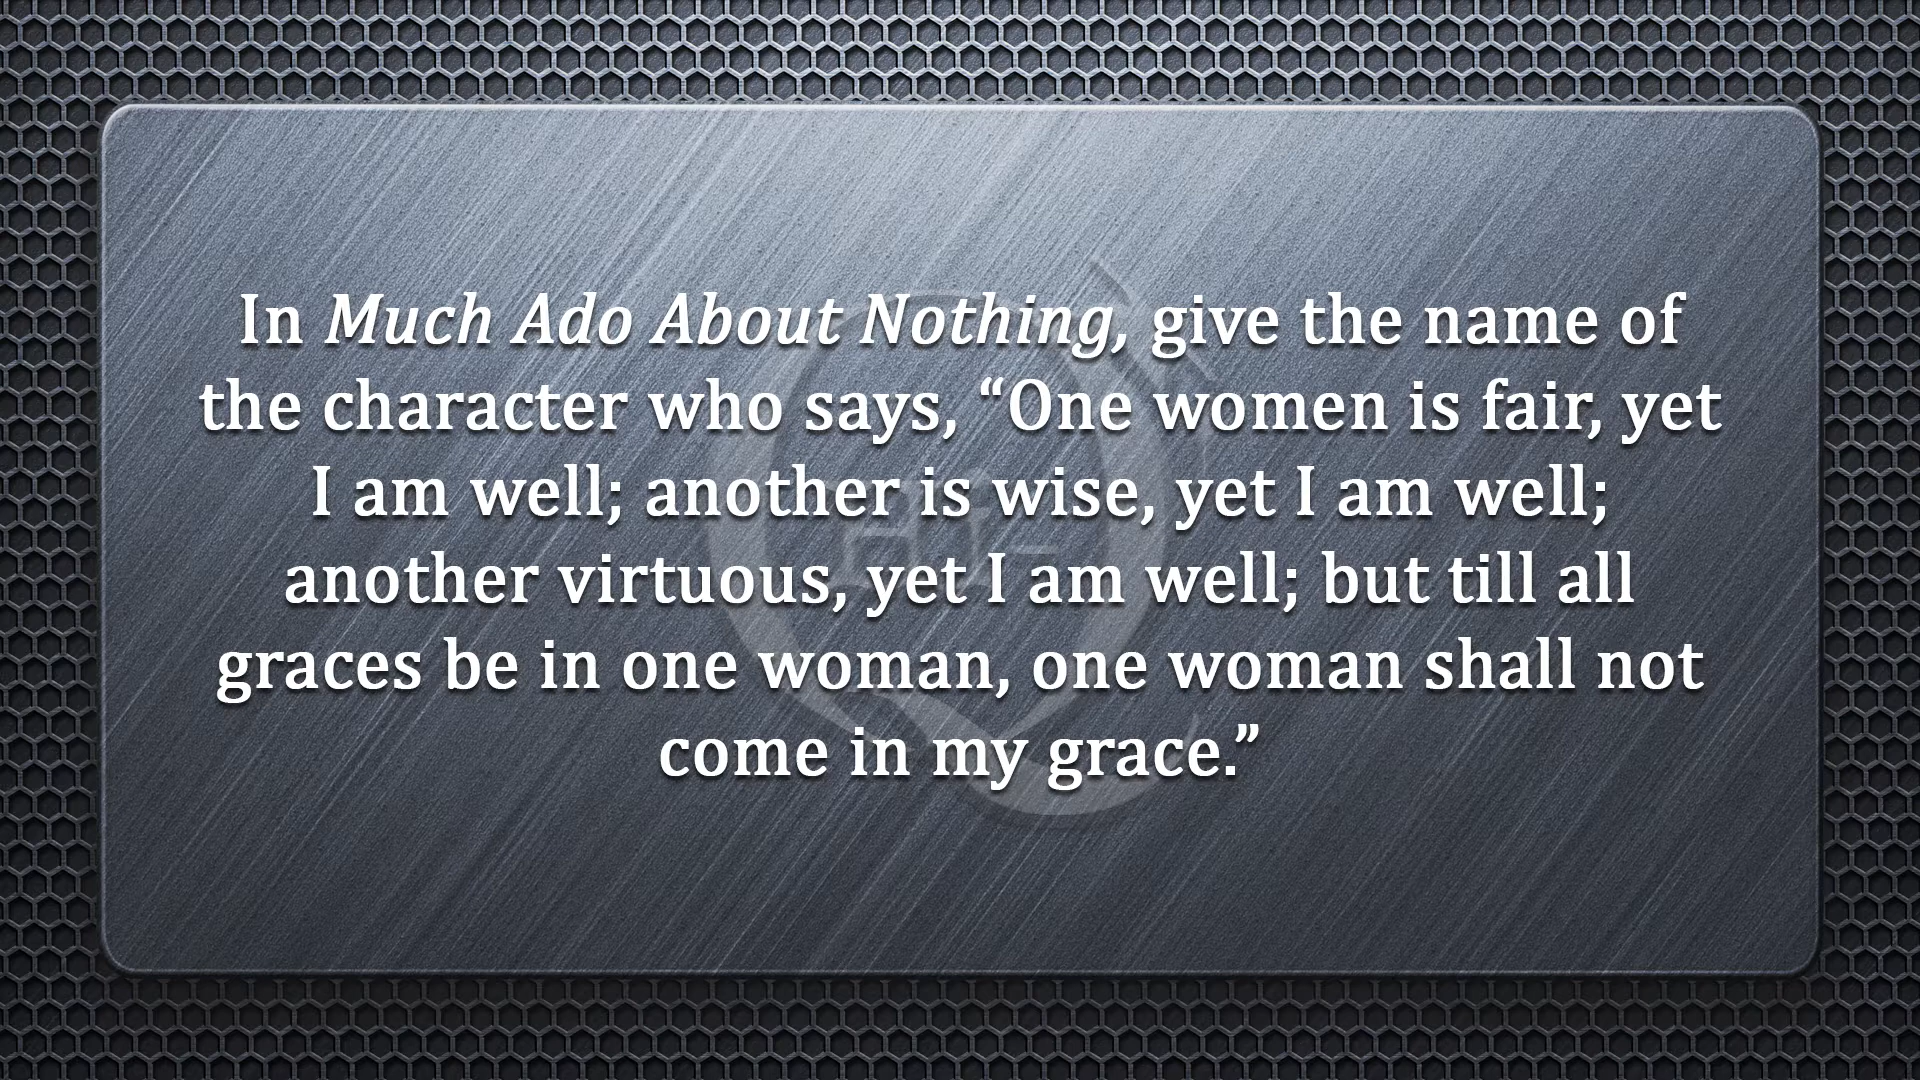 In Much Ado About Nothing, give the name of
the character who says, “One women is fair, yet
I am well; another is wise, yet I am well;
another virtuous, yet I am well; but till all
graces be in one woman, one woman shall not
come in my grace.”